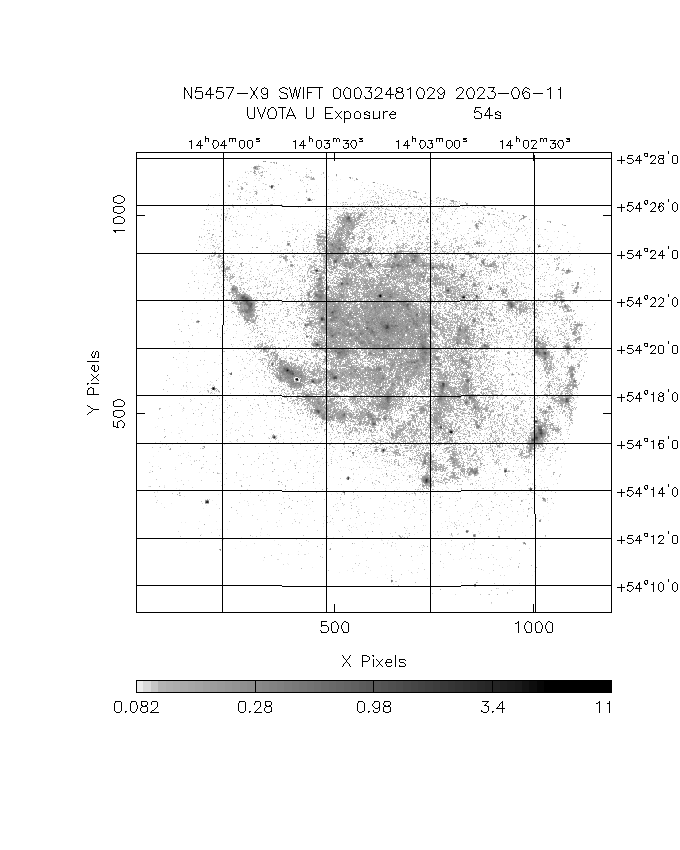 N5457-X9 SWIFT 00032481029 2023-06-11
UVOTA U Exposure 54s
14ʰ04ᵐ00ˢ 14ʰ03ᵐ30ˢ 14ʰ03ᵐ00ˢ 14ʰ02ᵐ30ˢ
+54°28'0
+54°26'0
+54°24'0
+54°22'0
+54°20'0
+54°18'0
+54°16'0
+54°14'0
+54°12'0
+54°10'0
1000
500
Y Pixels
500 1000
X Pixels
0.082 0.28 0.98 3.4 11